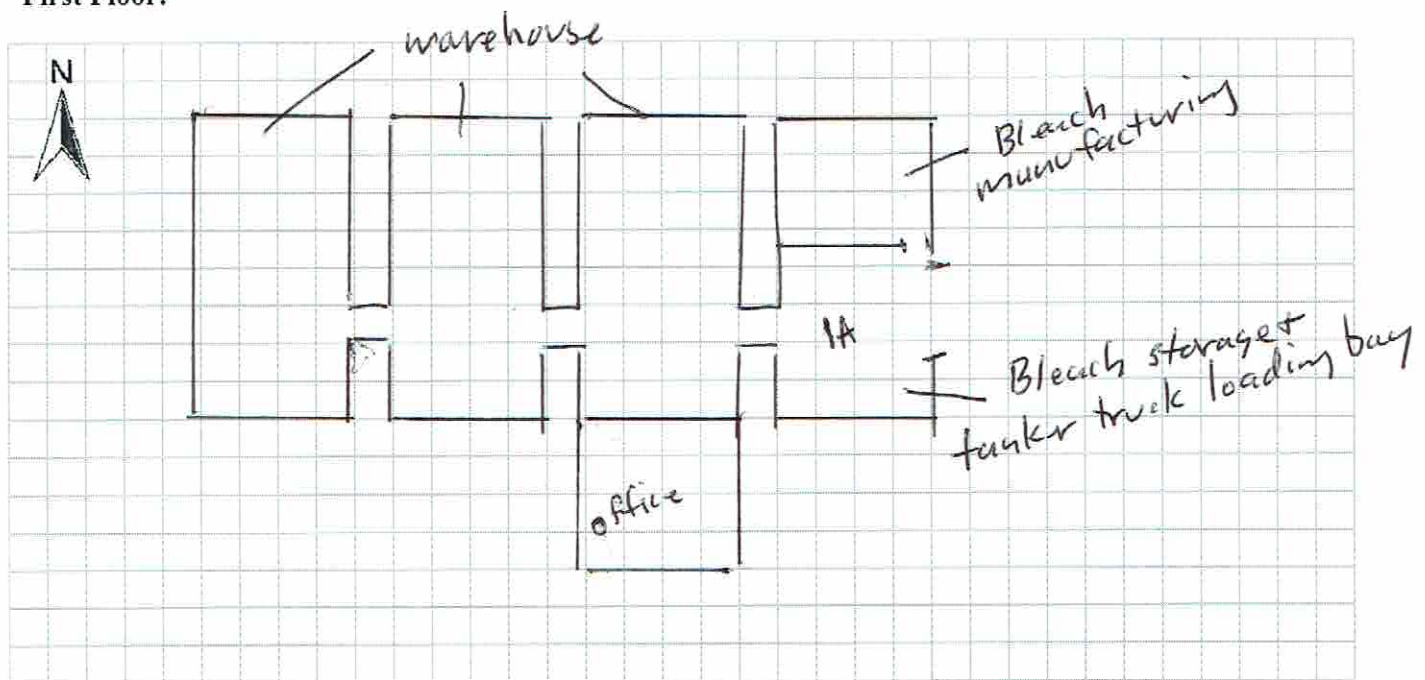 First Floor:
warehouse
N
Bleach
manufacturing
1A
Bleach storage +
tanker truck loading bay
office